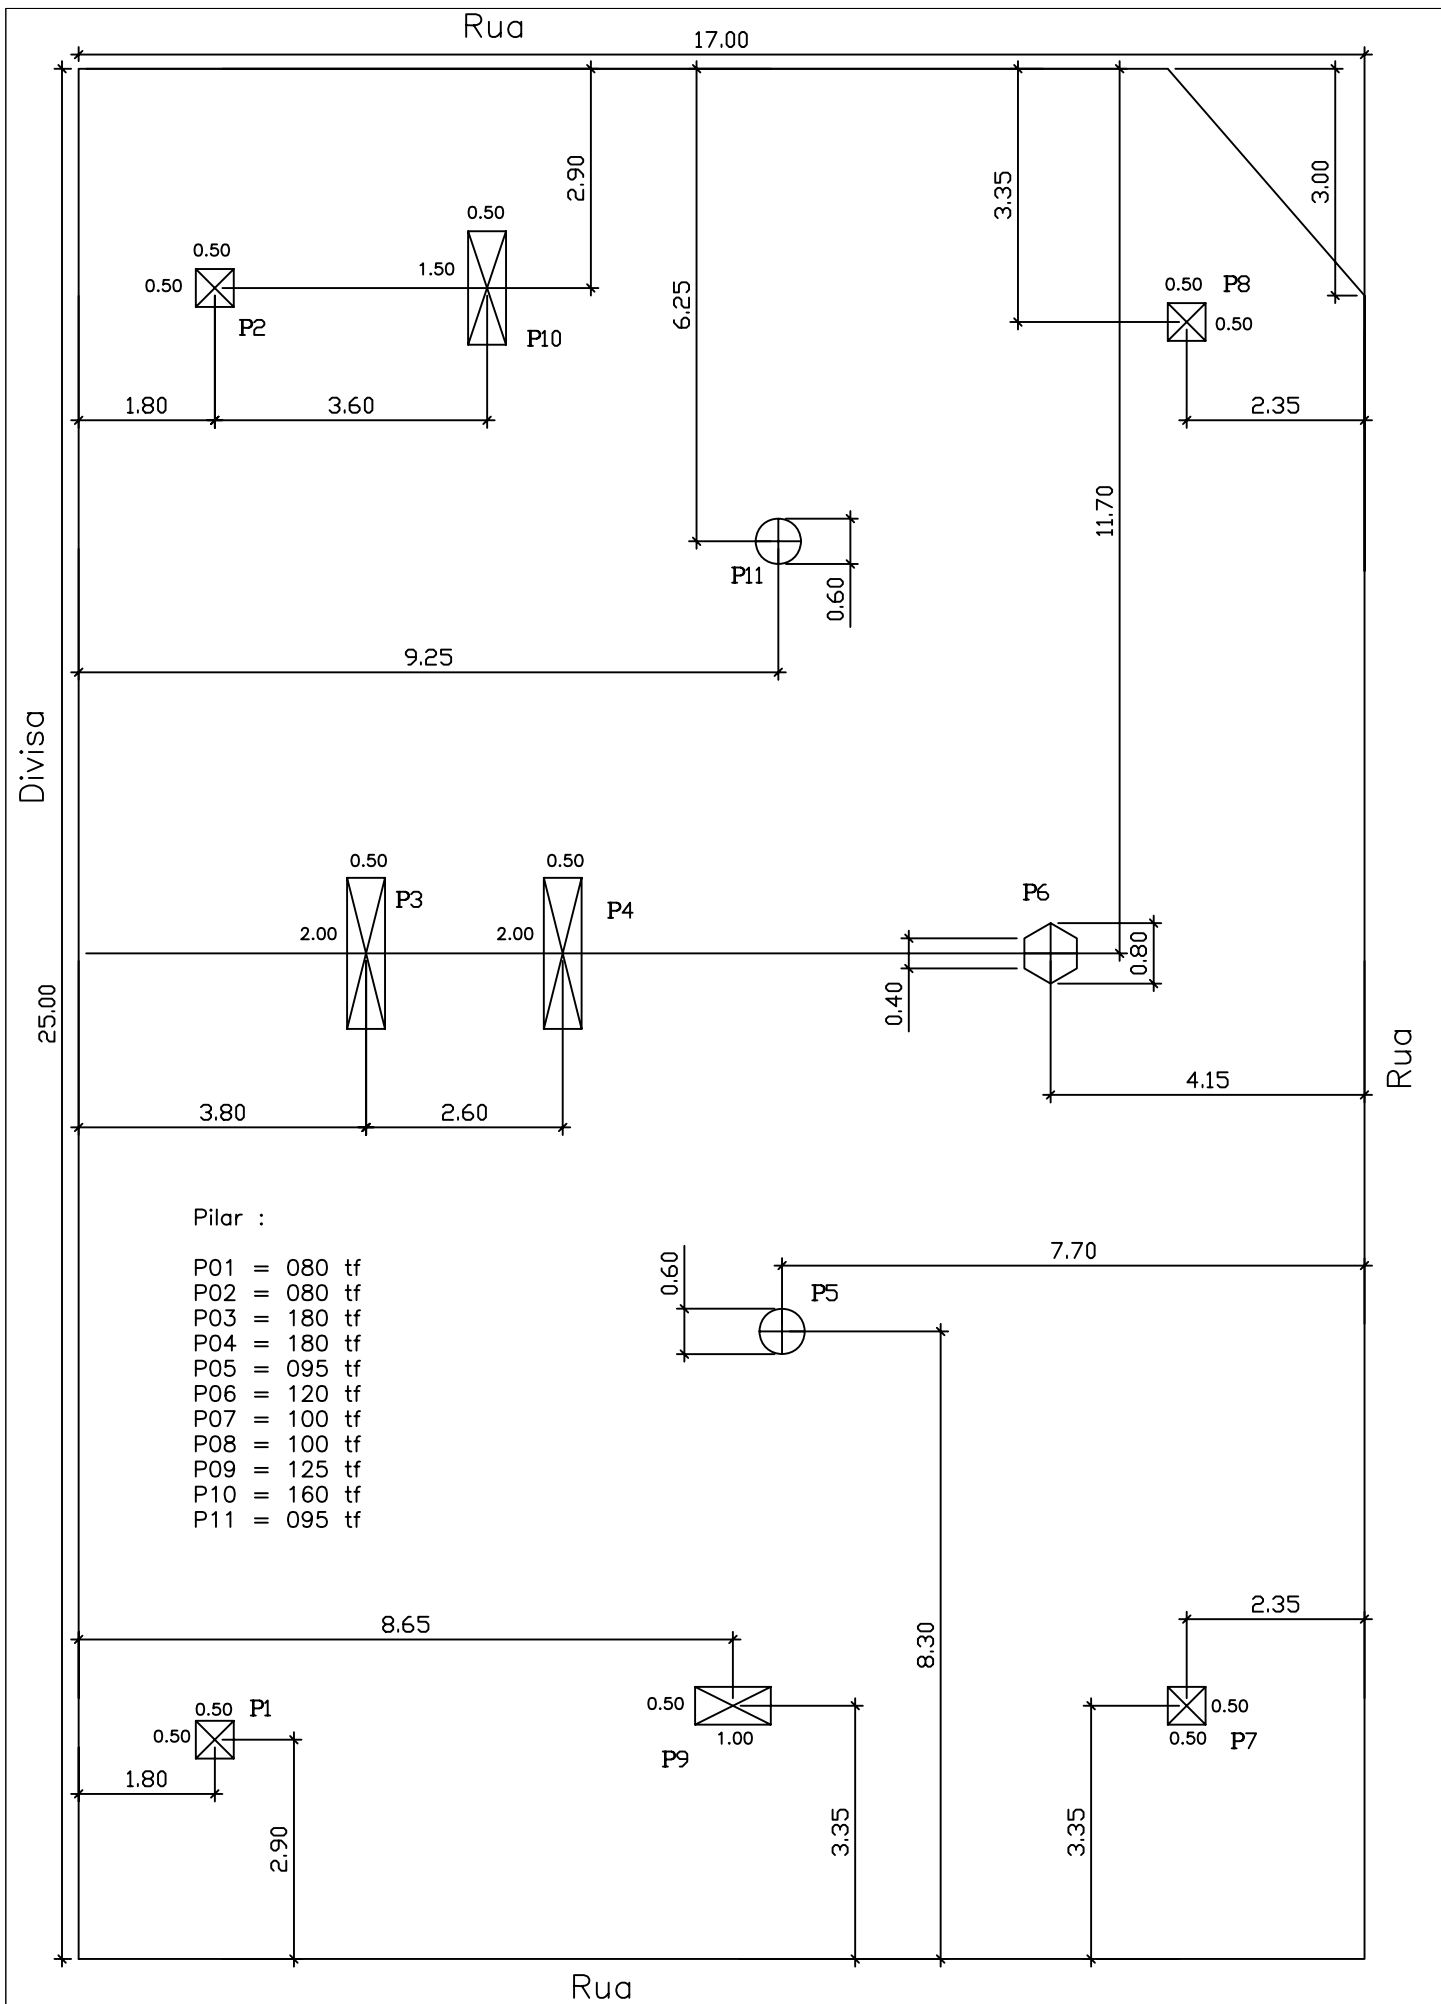 Rua
17.00
2.90
6.25
3.35
11.70
3.00
0.50
0.50
0.50
P2
0.50
1.50
P10
0.50
P8
0.50
1.80
3.60
2.35
P11
0.60
9.25
Divisa
25.00
0.50
P3
2.00
0.50
P4
2.00
P6
0.80
0.40
4.15
Rua
3.80
2.60
Pilar :
P01 = 080 tf
P02 = 080 tf
P03 = 180 tf
P04 = 180 tf
P05 = 095 tf
P06 = 120 tf
P07 = 100 tf
P08 = 100 tf
P09 = 125 tf
P10 = 160 tf
P11 = 095 tf
7.70
0.60
P5
8.30
8.65
2.35
0.50
P1
0.50
1.80
2.90
0.50
1.00
P9
3.35
0.50
0.50
P7
3.35
Rua